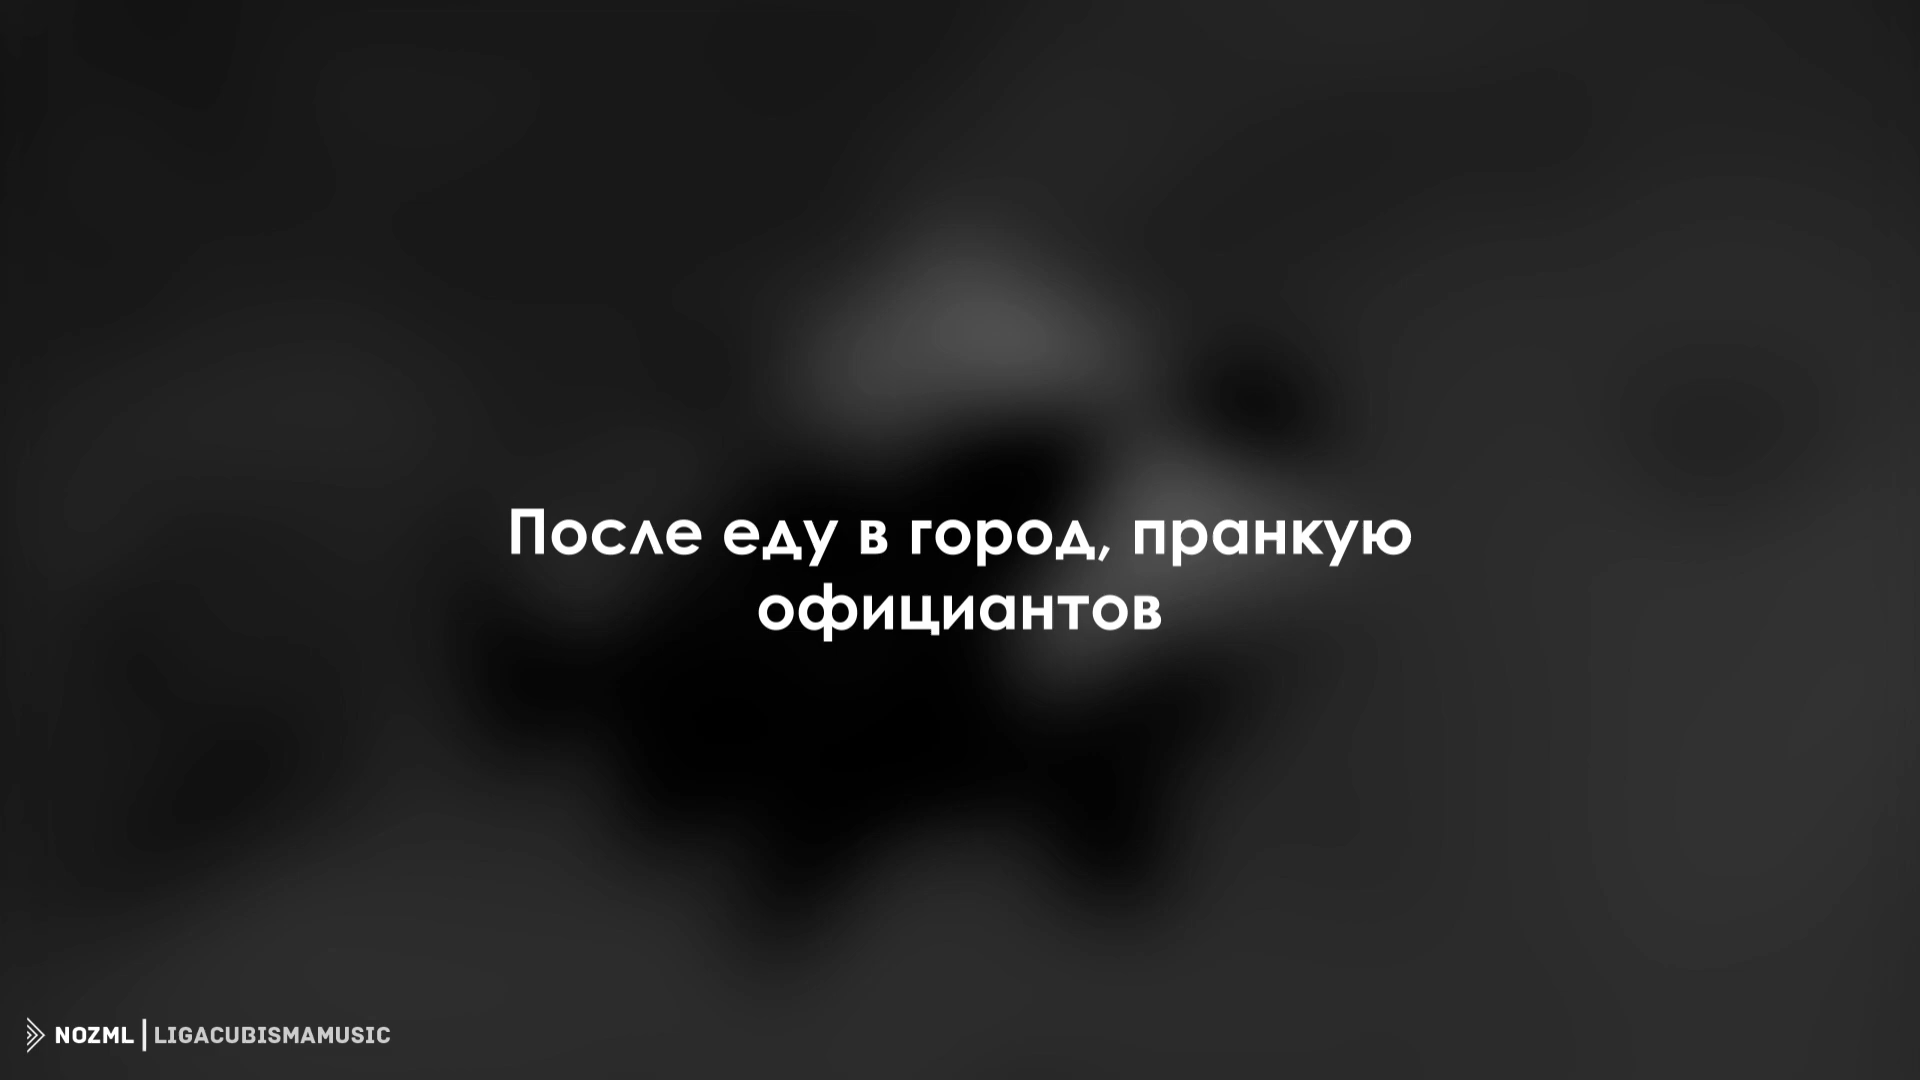 После еду в город, пранкую
официантов
NOZML | LIGACUBISMAMUSIC